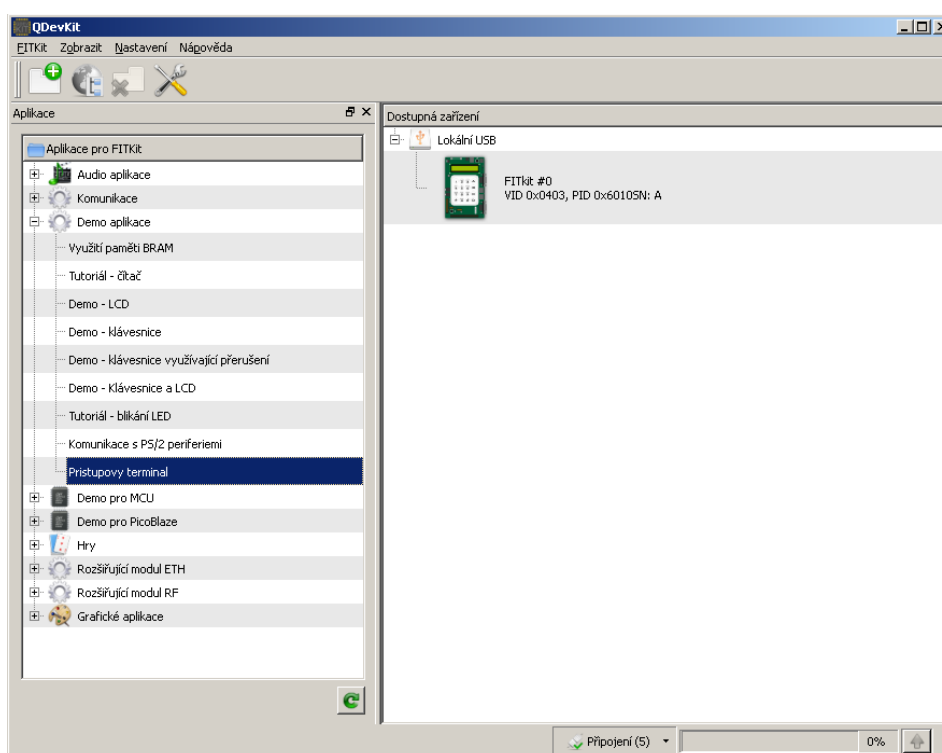 QDevKit
FITKit Zobrazit Nastavení Nápověda
Aplikace
Aplikace pro FITKit
Audio aplikace
Komunikace
Demo aplikace
Využití paměti BRAM
Tutoriál - čítač
Demo - LCD
Demo - klávesnice
Demo - klávesnice využívající přerušení
Demo - Klávesnice a LCD
Tutoriál - blikání LED
Komunikace s PS/2 periferiemi
Pristupovy terminal
Demo pro MCU
Demo pro PicoBlaze
Hry
Rozšiřující modul ETH
Rozšiřující modul RF
Grafické aplikace
Dostupná zařízení
Lokální USB
FITkit #0
VID 0x0403, PID 0x6010SN: A
Připojení (5)
0%